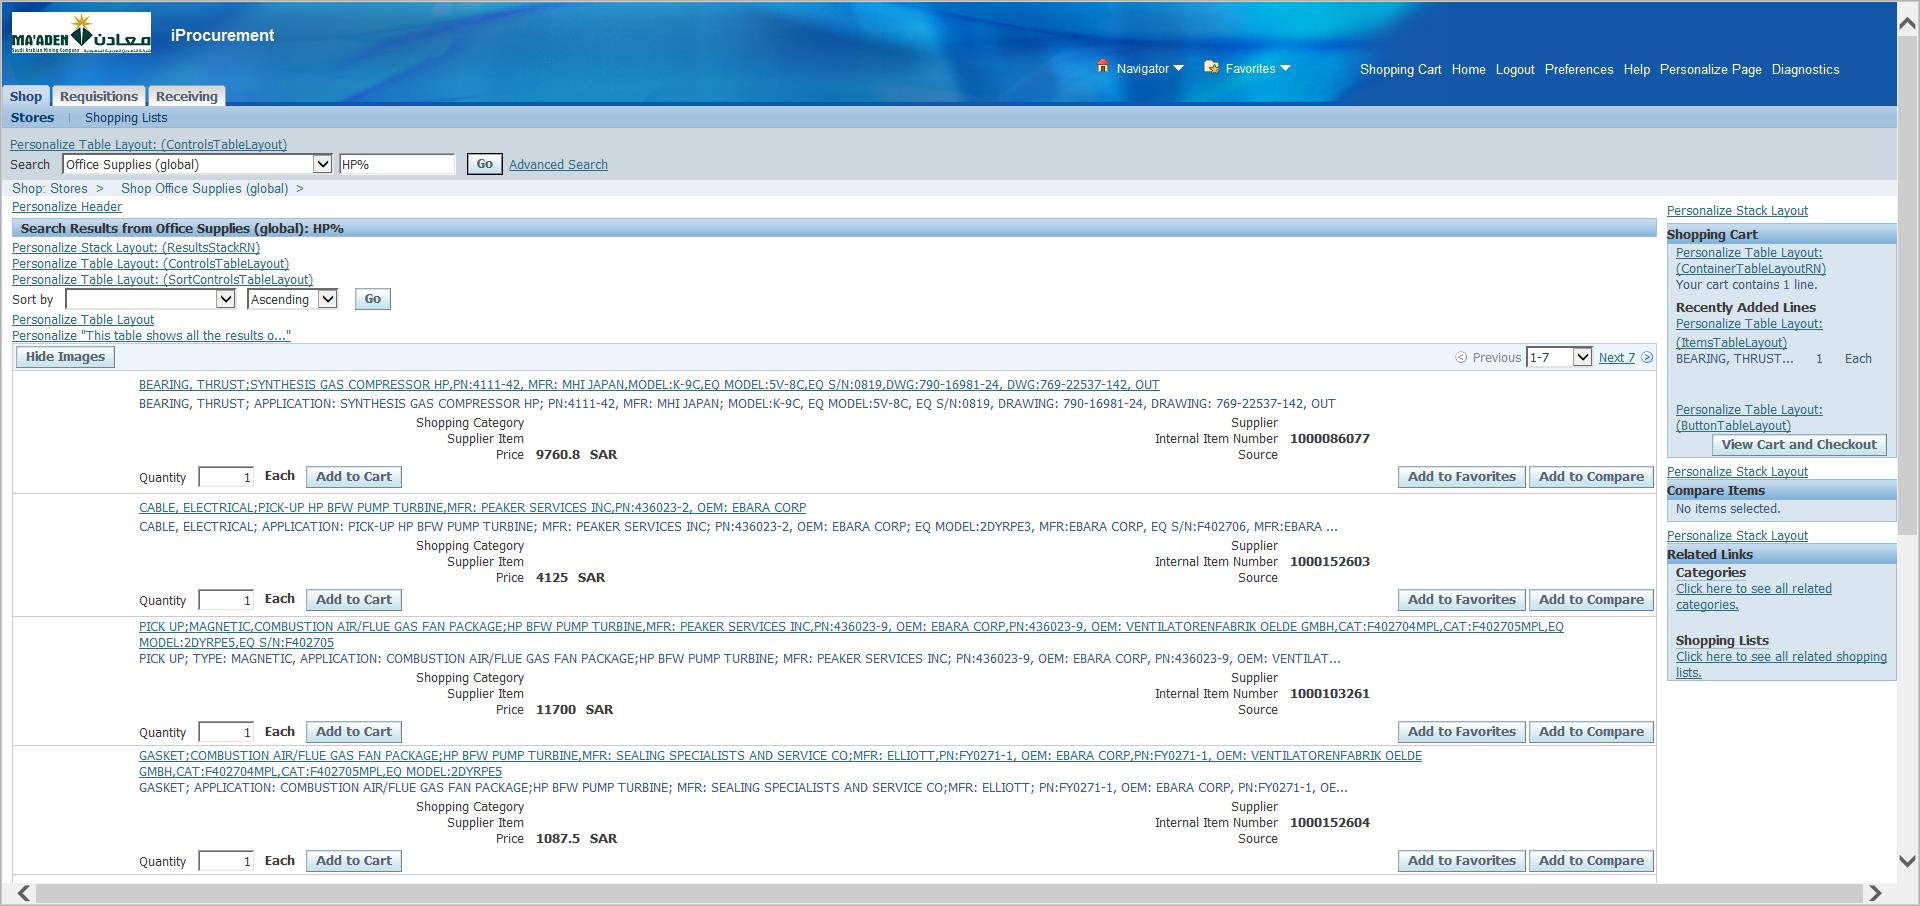 MA'ADEN معادن
Saudi Arabian Mining Company
iProcurement
Navigator
Favorites
Shopping Cart Home Logout Preferences Help Personalize Page Diagnostics
Shop Requisitions Receiving
Stores | Shopping Lists
Personalize Table Layout: (ControlsTableLayout)
Search Office Supplies (global) HP% Go Advanced Search
Shop: Stores > Shop Office Supplies (global) >
Personalize Header
Search Results from Office Supplies (global): HP%
Personalize Stack Layout: (ResultsStackRN)
Personalize Table Layout: (ControlsTableLayout)
Personalize Table Layout: (SortControlsTableLayout)
Sort by Ascending Go
Personalize Table Layout
Personalize "This table shows all the results o..."
Hide Images Previous 1-7 Next 7
BEARING, THRUST;SYNTHESIS GAS COMPRESSOR HP,PN:4111-42, MFR: MHI JAPAN,MODEL:K-9C,EQ MODEL:5V-8C,EQ S/N:0819,DWG:790-16981-24, DWG:769-22537-142, OUT
BEARING, THRUST; APPLICATION: SYNTHESIS GAS COMPRESSOR HP; PN:4111-42, MFR: MHI JAPAN; MODEL:K-9C, EQ MODEL:5V-8C, EQ S/N:0819, DRAWING: 790-16981-24, DRAWING: 769-22537-142, OUT
Shopping Category Supplier
Supplier Item Internal Item Number 1000086077
Price 9760.8 SAR Source
Quantity 1 Each Add to Cart Add to Favorites Add to Compare
CABLE, ELECTRICAL;PICK-UP HP BFW PUMP TURBINE,MFR: PEAKER SERVICES INC,PN:436023-2, OEM: EBARA CORP
CABLE, ELECTRICAL; APPLICATION: PICK-UP HP BFW PUMP TURBINE; MFR: PEAKER SERVICES INC; PN:436023-2, OEM: EBARA CORP; EQ MODEL:2DYRPE3, MFR:EBARA CORP, EQ S/N:F402706, MFR:EBARA ...
Shopping Category Supplier
Supplier Item Internal Item Number 1000152603
Price 4125 SAR Source
Quantity 1 Each Add to Cart Add to Favorites Add to Compare
PICK UP;MAGNETIC,COMBUSTION AIR/FLUE GAS FAN PACKAGE;HP BFW PUMP TURBINE,MFR: PEAKER SERVICES INC,PN:436023-9, OEM: EBARA CORP,PN:436023-9, OEM: VENTILATORENFABRIK OELDE GMBH,CAT:F402704MPL,CAT:F402705MPL,EQ
MODEL:2DYRPE5,EQ S/N:F402705
PICK UP; TYPE: MAGNETIC, APPLICATION: COMBUSTION AIR/FLUE GAS FAN PACKAGE;HP BFW PUMP TURBINE; MFR: PEAKER SERVICES INC; PN:436023-9, OEM: EBARA CORP, PN:436023-9, OEM: VENTILAT...
Shopping Category Supplier
Supplier Item Internal Item Number 1000103261
Price 11700 SAR Source
Quantity 1 Each Add to Cart Add to Favorites Add to Compare
GASKET;COMBUSTION AIR/FLUE GAS FAN PACKAGE;HP BFW PUMP TURBINE,MFR: SEALING SPECIALISTS AND SERVICE CO;MFR: ELLIOTT,PN:FY0271-1, OEM: EBARA CORP,PN:FY0271-1, OEM: VENTILATORENFABRIK OELDE
GMBH,CAT:F402704MPL,CAT:F402705MPL,EQ MODEL:2DYRPE5
GASKET; APPLICATION: COMBUSTION AIR/FLUE GAS FAN PACKAGE;HP BFW PUMP TURBINE; MFR: SEALING SPECIALISTS AND SERVICE CO;MFR: ELLIOTT; PN:FY0271-1, OEM: EBARA CORP, PN:FY0271-1, OE...
Shopping Category Supplier
Supplier Item Internal Item Number 1000152604
Price 1087.5 SAR Source
Quantity 1 Each Add to Cart Add to Favorites Add to Compare
Personalize Stack Layout
Shopping Cart
Personalize Table Layout:
(ContainerTableLayoutRN)
Your cart contains 1 line.
Recently Added Lines
Personalize Table Layout:
(ItemsTableLayout)
BEARING, THRUST... 1 Each
Personalize Table Layout:
(ButtonTableLayout)
View Cart and Checkout
Personalize Stack Layout
Compare Items
No items selected.
Personalize Stack Layout
Related Links
Categories
Click here to see all related
categories.
Shopping Lists
Click here to see all related shopping
lists.